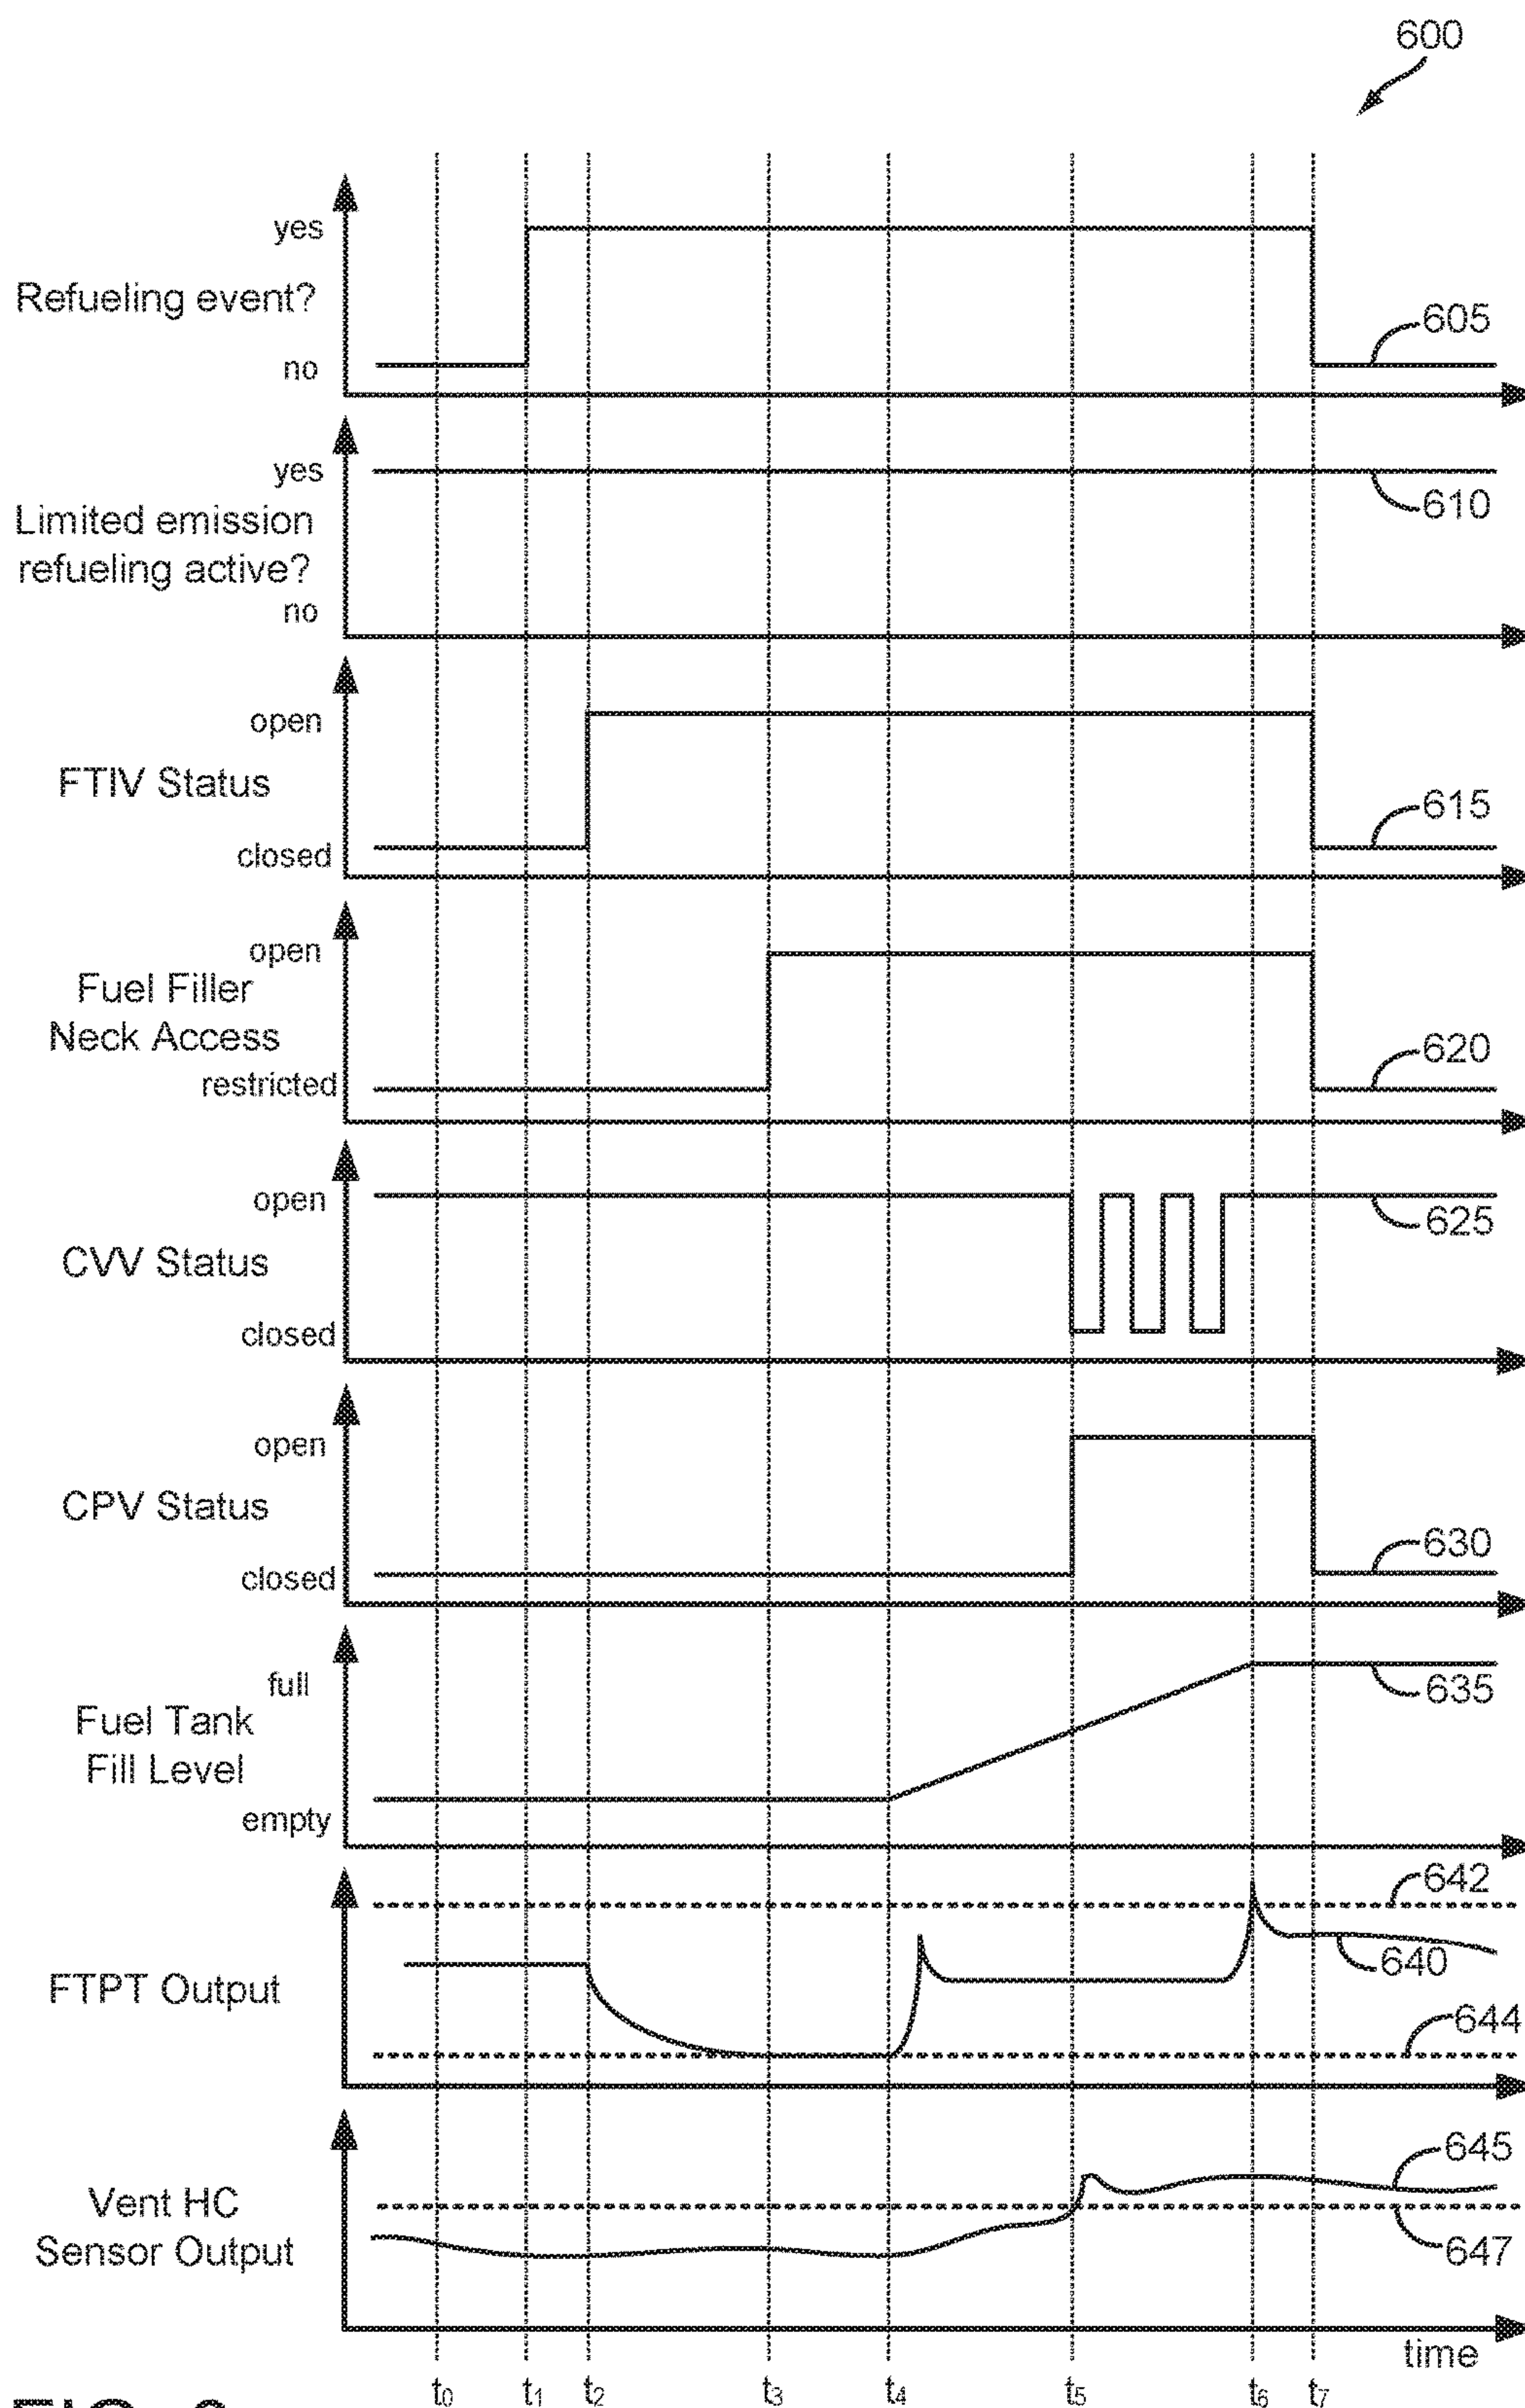 600
yes
Refueling event?
no
605
yes
Limited emission
refueling active?
no
610
open
FTIV Status
closed
615
open
Fuel Filler
Neck Access
restricted
620
open
CVV Status
closed
625
open
CPV Status
closed
630
full
Fuel Tank
Fill Level
empty
635
642
FTPT Output
640
644
645
Vent HC
Sensor Output
647
time
t0 t1 t2 t3 t4 t5 t6 t7